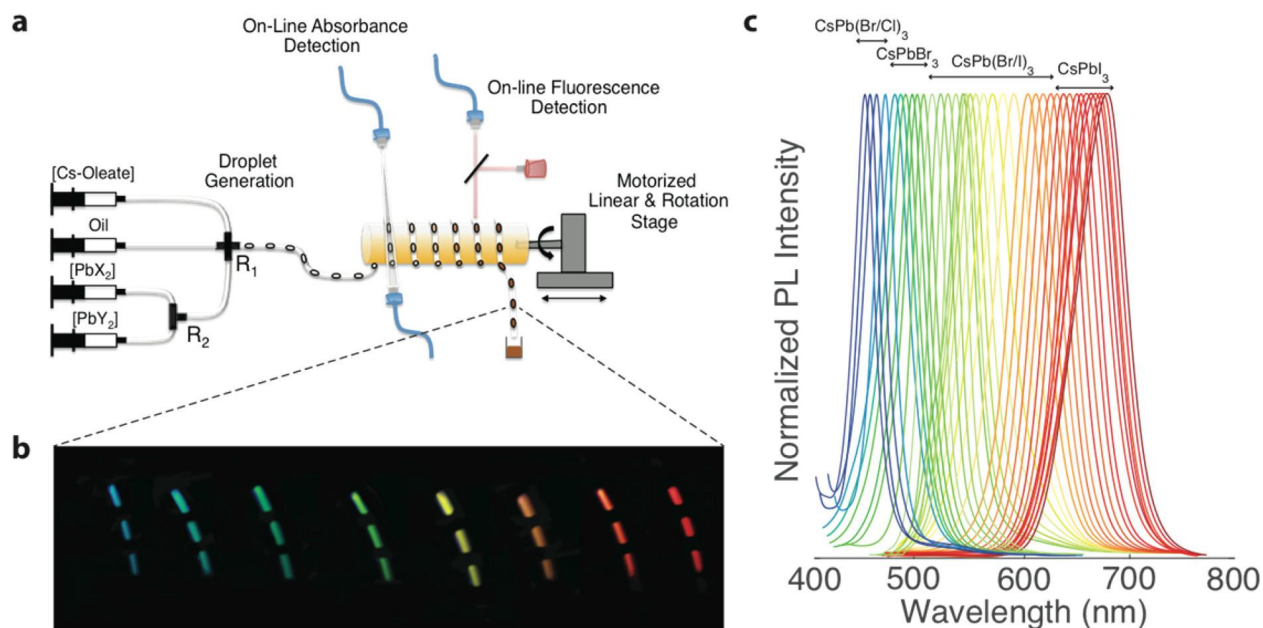 a
On-Line Absorbance
Detection
On-line Fluorescence
Detection
[Cs-Oleate]
Droplet
Generation
Oil
Motorized
Linear & Rotation
Stage
[PbX₂]
R₁
[PbY₂]
R₂
b
c
CsPb(Br/Cl)₃
CsPbBr₃
CsPb(Br/I)₃
CsPbI₃
Normalized PL Intensity
400 500 600 700 800
Wavelength (nm)